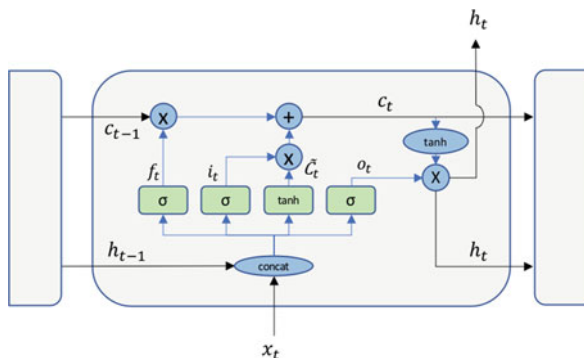 h_t
c_{t-1}
x
+
c_t
tanh
f_t
i_t
x
C̃_t
o_t
x
σ
σ
tanh
σ
h_{t-1}
concat
h_t
x_t